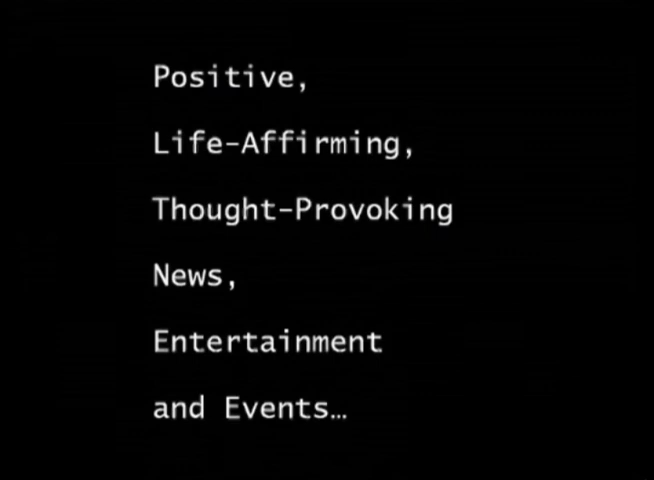 Positive,
Life-Affirming,
Thought-Provoking
News,
Entertainment
and Events…